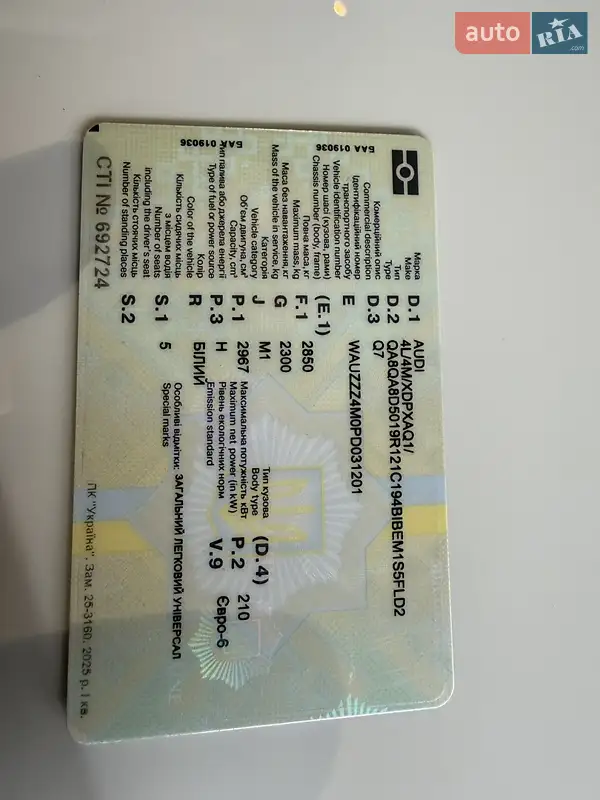 auto RIA .com
БАА 019036 БАА 019036
Марка
Make D.1 AUDI
Тип
Type D.2 4L/4M/XDPXAQ1/
QA8QA8D5019R121C194BIBEM1S5FLD2
Комерційний опис
Commercial description D.3 Q7
Ідентифікаційний номер
транспортного засобу
Vehicle identification number E WAUZZZ4M0PD031201
Номер шасі (кузова, рами)
Chassis number (body, frame) (E.1)
Повна маса, кг
Maximum mass, kg F.1 2850
Маса без навантаження, кг
Mass of the vehicle in service, kg G 2300
Категорія
Vehicle category J M1
Тип кузова
Body type (D.4)
Об'єм двигуна, см³
Capacity, cm³ P.1 2967
Максимальна потужність кВт
Maximum net power (in kW) P.2 210
Тип палива або джерела енергії
Type of fuel or power source P.3 H
Рівень екологічних норм
Emission standard V.9 Євро-6
Колір
Color of the vehicle R БІЛИЙ
Кількість сидячих місць
з місцем водія
Number of seats
including the driver's seat S.1 5
Особливі відмітки: ЗАГАЛЬНИЙ ЛЕГКОВИЙ УНІВЕРСАЛ
Special marks
Кількість стоячих місць
Number of standing places S.2
СТІ № 692724
ПК "Україна". Зам. 25-3160. 2025 р. І кв.